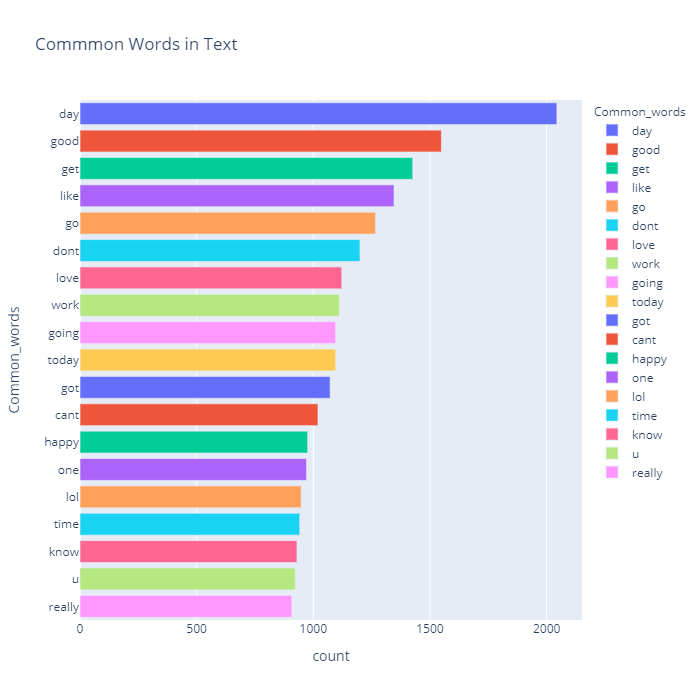 Commmon Words in Text
Common_words
day
good
get
like
go
dont
love
work
going
today
got
cant
happy
one
lol
time
know
u
really
0 500 1000 1500 2000
count
Common_words
day
good
get
like
go
dont
love
work
going
today
got
cant
happy
one
lol
time
know
u
really